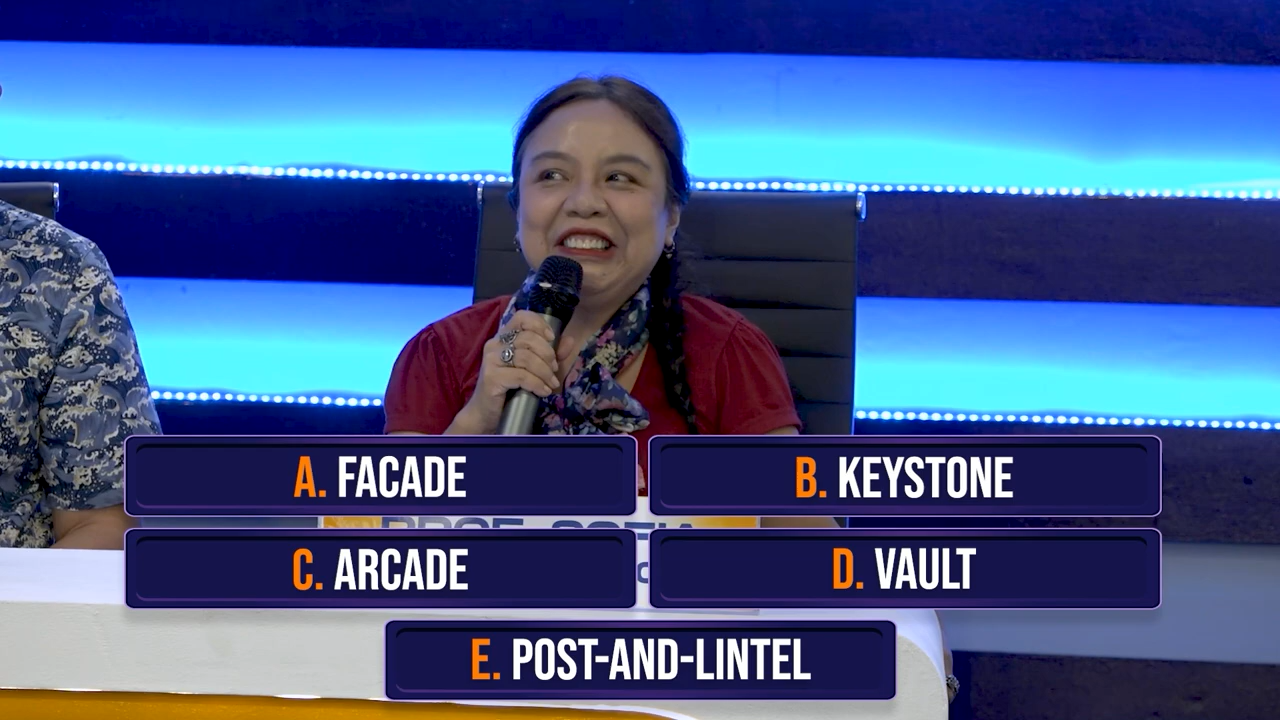 A. FACADE
B. KEYSTONE
C. ARCADE
D. VAULT
E. POST-AND-LINTEL